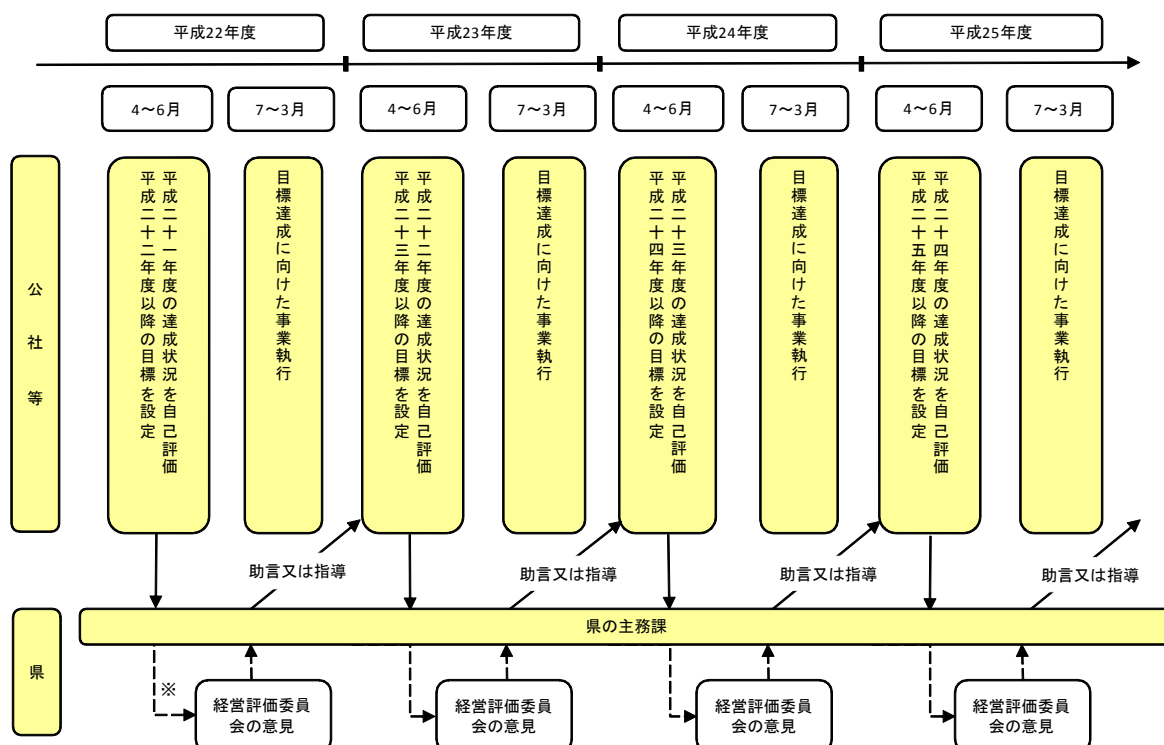 平成22年度
平成23年度
平成24年度
平成25年度
4～6月
7～3月
4～6月
7～3月
4～6月
7～3月
4～6月
7～3月
公社等
平成二十一年度の達成状況を自己評価
平成二十二年度以降の目標を設定
目標達成に向けた事業執行
平成二十二年度の達成状況を自己評価
平成二十三年度以降の目標を設定
目標達成に向けた事業執行
平成二十三年度の達成状況を自己評価
平成二十四年度以降の目標を設定
目標達成に向けた事業執行
平成二十四年度の達成状況を自己評価
平成二十五年度以降の目標を設定
目標達成に向けた事業執行
助言又は指導
助言又は指導
助言又は指導
助言又は指導
県
県の主務課
※
経営評価委員
会の意見
経営評価委員
会の意見
経営評価委員
会の意見
経営評価委員
会の意見